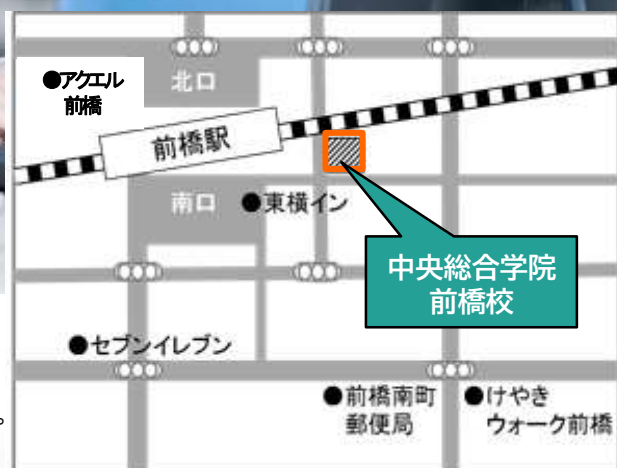 ●アクエル
前橋
北口
前橋駅
南口
●東横イン
中央総合学院
前橋校
●セブンイレブン
●前橋南町
郵便局
●けやき
ウォーク前橋
。